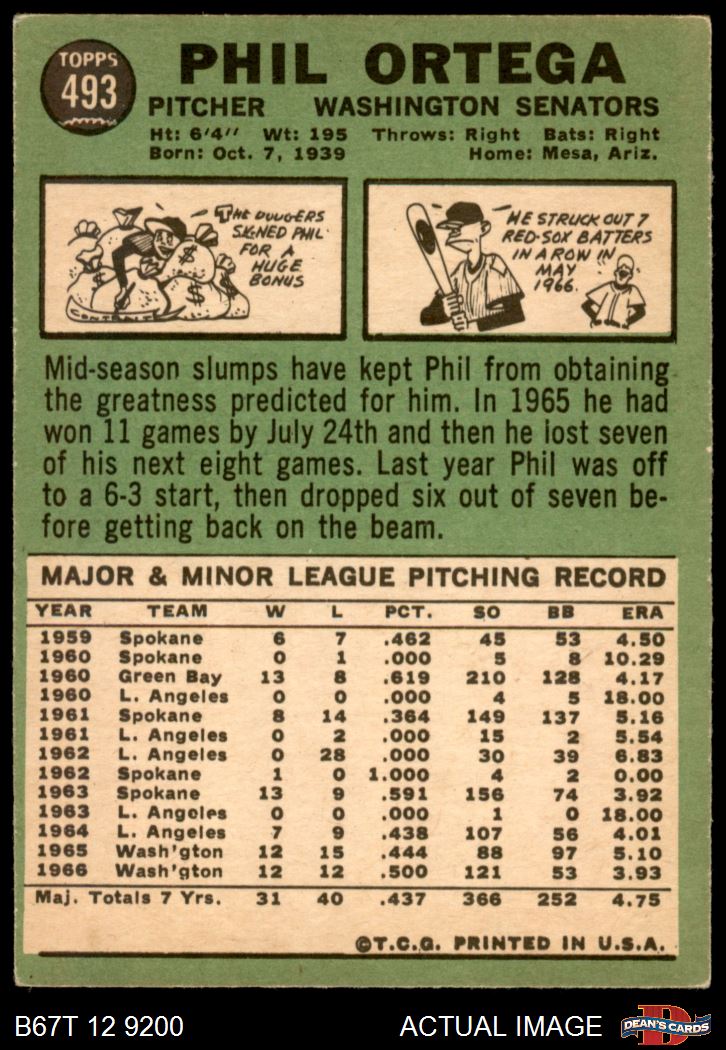 TOPPS
493
PHIL ORTEGA
PITCHER WASHINGTON SENATORS
Ht: 6'4'' Wt: 195 Throws: Right Bats: Right
Born: Oct. 7, 1939 Home: Mesa, Ariz.
THE DODGERS
SIGNED PHIL
FOR A
HUGE
BONUS
CONTRACT
HE STRUCK OUT 7
RED-SOX BATTERS
IN A ROW IN
MAY
1966.
Mid-season slumps have kept Phil from obtaining
the greatness predicted for him. In 1965 he had
won 11 games by July 24th and then he lost seven
of his next eight games. Last year Phil was off
to a 6-3 start, then dropped six out of seven be-
fore getting back on the beam.
MAJOR & MINOR LEAGUE PITCHING RECORD
YEAR TEAM W L PCT. SO BB ERA
1959 Spokane 6 7 .462 45 53 4.50
1960 Spokane 0 1 .000 5 8 10.29
1960 Green Bay 13 8 .619 210 128 4.17
1960 L. Angeles 0 0 .000 4 5 18.00
1961 Spokane 8 14 .364 149 137 5.16
1961 L. Angeles 0 2 .000 15 2 5.54
1962 L. Angeles 0 28 .000 30 39 6.83
1962 Spokane 1 0 1.000 4 2 0.00
1963 Spokane 13 9 .591 156 74 3.92
1963 L. Angeles 0 0 .000 1 0 18.00
1964 L. Angeles 7 9 .438 107 56 4.01
1965 Wash'gton 12 15 .444 88 97 5.10
1966 Wash'gton 12 12 .500 121 53 3.93
Maj. Totals 7 Yrs. 31 40 .437 366 252 4.75
©T.C.G. PRINTED IN U.S.A.
B67T 12 9200 ACTUAL IMAGE
D
DEAN'S CARDS